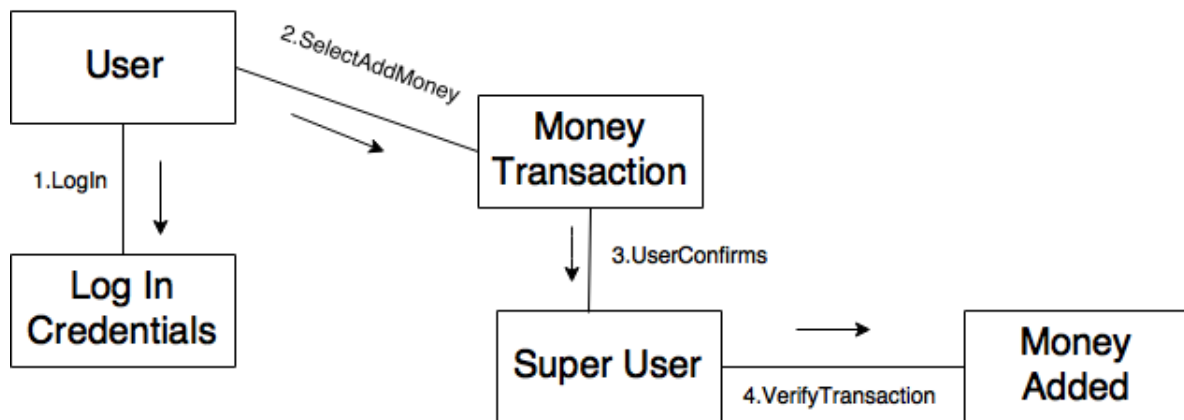 User
2.SelectAddMoney
Money
Transaction
1.LogIn
3.UserConfirms
Log In
Credentials
Super User
4.VerifyTransaction
Money
Added